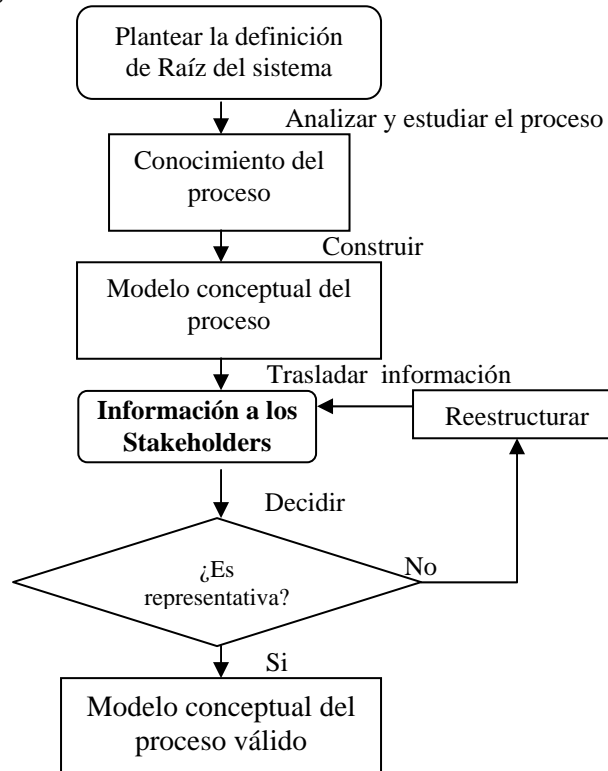 Plantear la definición
de Raíz del sistema
Analizar y estudiar el proceso
Conocimiento del
proceso
Construir
Modelo conceptual del
proceso
Trasladar información
Información a los
Stakeholders
Reestructurar
Decidir
¿Es
representativa?
No
Si
Modelo conceptual del
proceso válido